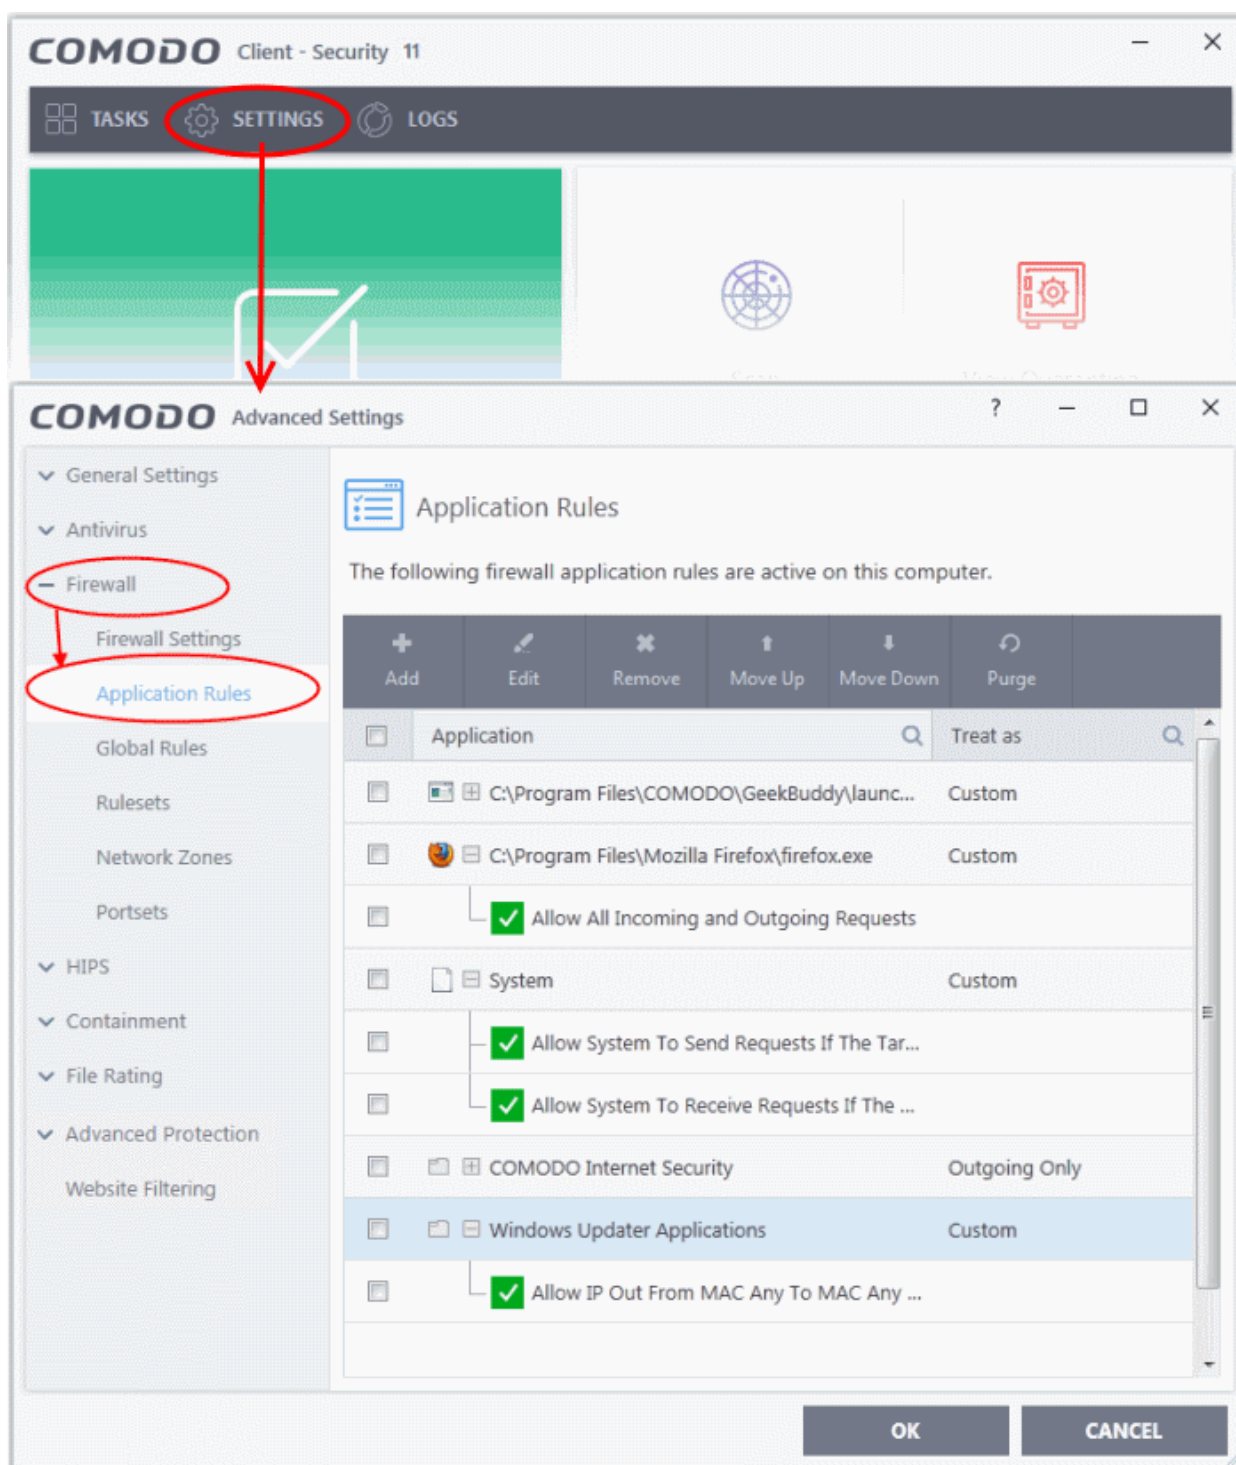 COMODO Client - Security 11
TASKS SETTINGS LOGS
Scan View Quarantine
COMODO Advanced Settings ?
General Settings
Antivirus
Firewall
Firewall Settings
Application Rules
Global Rules
Rulesets
Network Zones
Portsets
HIPS
Containment
File Rating
Advanced Protection
Website Filtering
Application Rules
The following firewall application rules are active on this computer.
Add Edit Remove Move Up Move Down Purge
Application Treat as
C:\Program Files\COMODO\GeekBuddy\launc... Custom
C:\Program Files\Mozilla Firefox\firefox.exe Custom
Allow All Incoming and Outgoing Requests
System Custom
Allow System To Send Requests If The Tar...
Allow System To Receive Requests If The ...
COMODO Internet Security Outgoing Only
Windows Updater Applications Custom
Allow IP Out From MAC Any To MAC Any ...
OK CANCEL